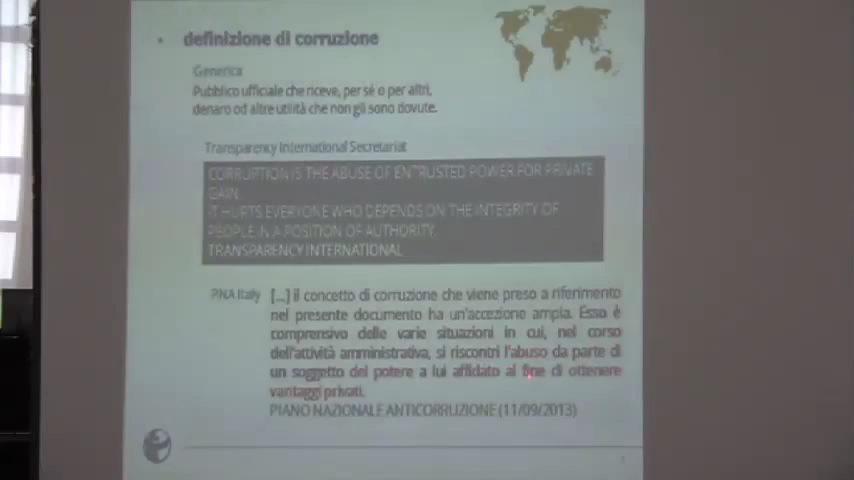 • definizione di corruzione
Generica
Pubblico ufficiale che riceve, per sé o per altri,
denaro od altre utilità che non gli sono dovute.
Transparency International Secretariat
CORRUPTION IS THE ABUSE OF ENTRUSTED POWER FOR PRIVATE
GAIN.
IT HURTS EVERYONE WHO DEPENDS ON THE INTEGRITY OF
PEOPLE IN A POSITION OF AUTHORITY.
TRANSPARENCY INTERNATIONAL
PNA Italy [...] il concetto di corruzione che viene preso a riferimento
nel presente documento ha un'accezione ampia. Esso è
comprensivo delle varie situazioni in cui, nel corso
dell'attività amministrativa, si riscontri l'abuso da parte di
un soggetto del potere a lui affidato al fine di ottenere
vantaggi privati.
PIANO NAZIONALE ANTICORRUZIONE (11/09/2013)